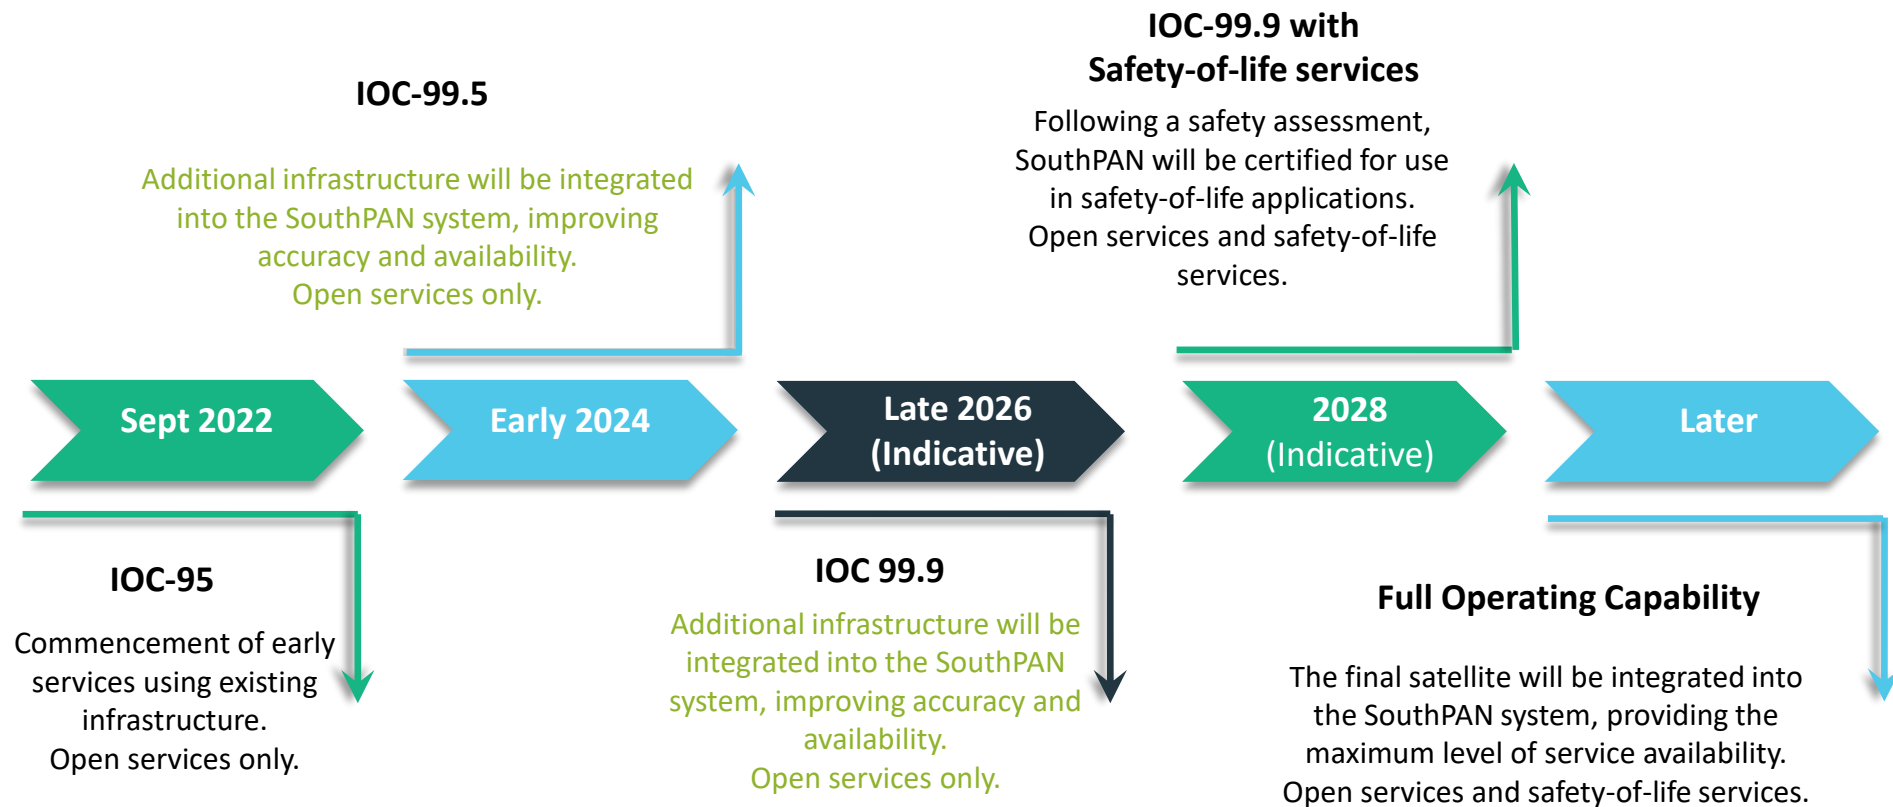 IOC-99.5
Additional infrastructure will be integrated
into the SouthPAN system, improving
accuracy and availability.
Open services only.
IOC-99.9 with
Safety-of-life services
Following a safety assessment,
SouthPAN will be certified for use
in safety-of-life applications.
Open services and safety-of-life
services.
Sept 2022
Early 2024
Late 2026
(Indicative)
2028
(Indicative)
Later
IOC-95
Commencement of early
services using existing
infrastructure.
Open services only.
IOC 99.9
Additional infrastructure will be
integrated into the SouthPAN
system, improving accuracy and
availability.
Open services only.
Full Operating Capability
The final satellite will be integrated into
the SouthPAN system, providing the
maximum level of service availability.
Open services and safety-of-life services.